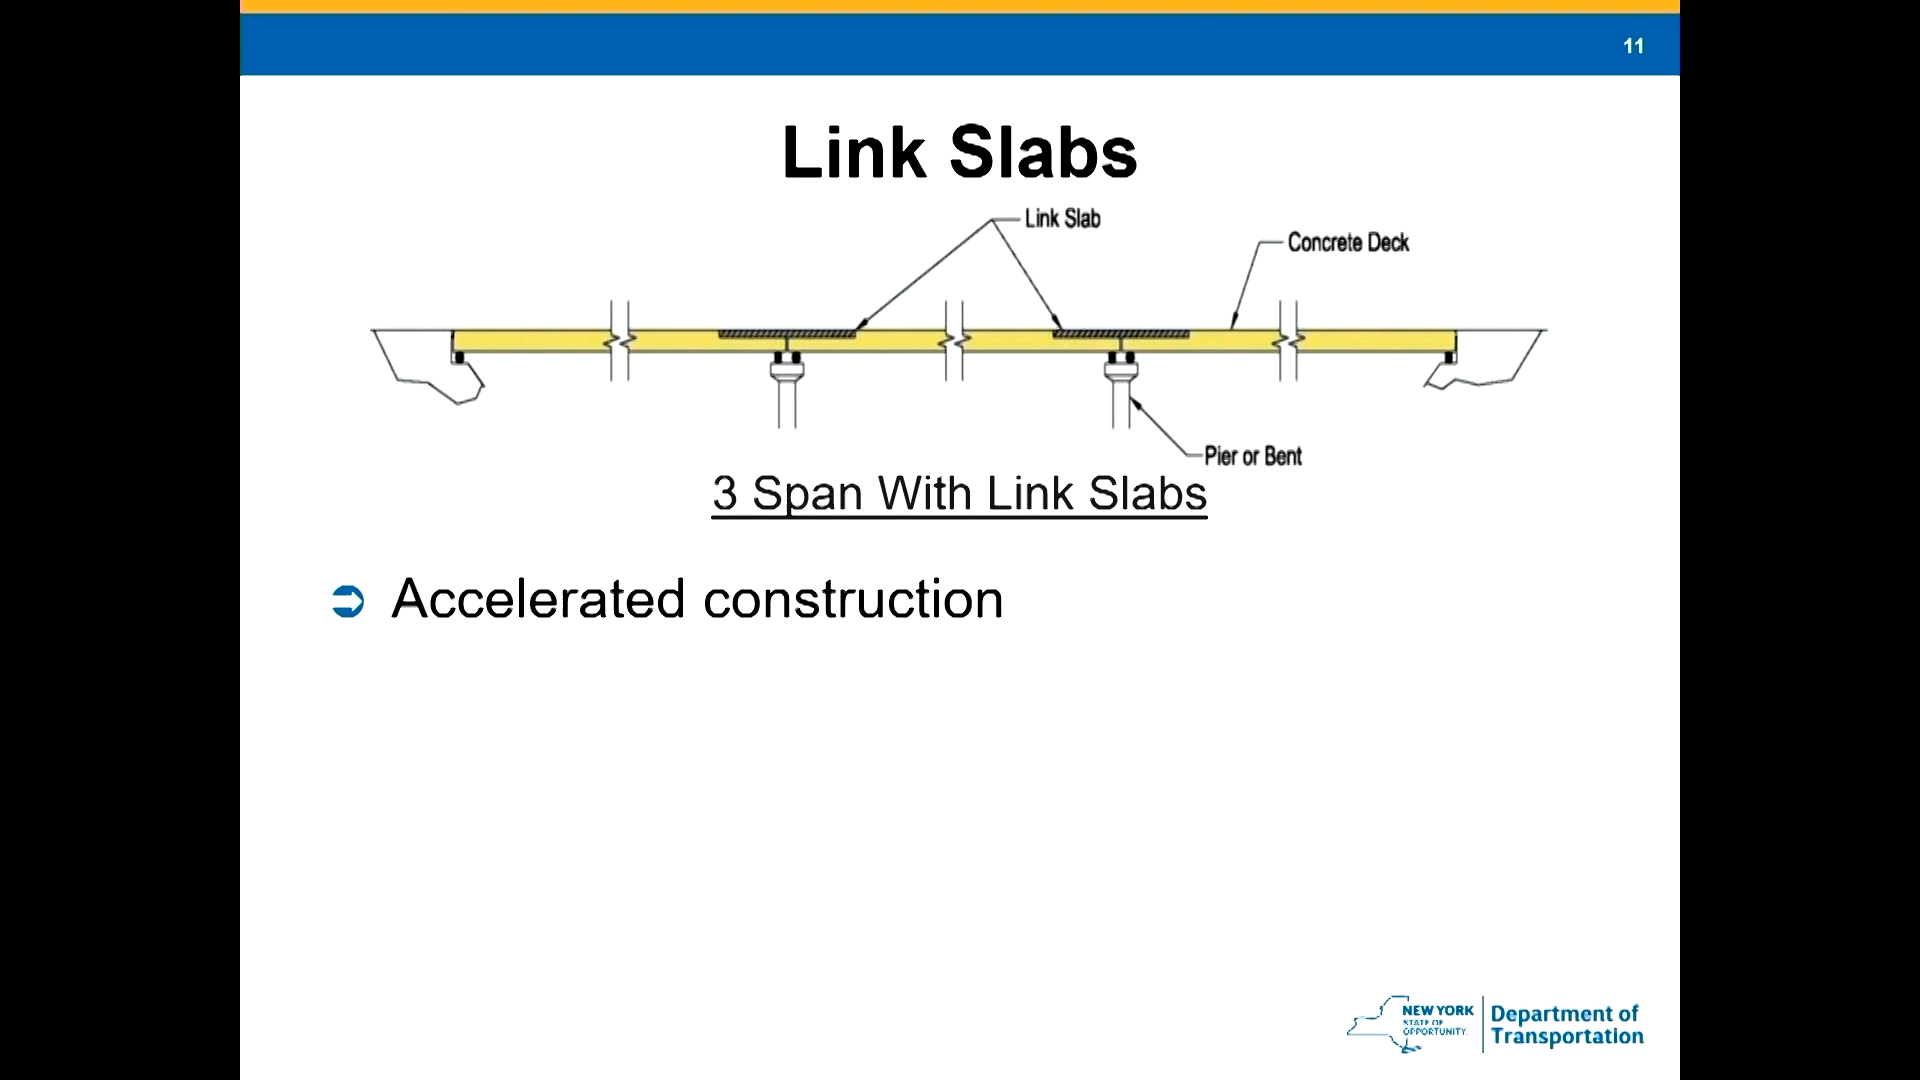 11
Link Slabs
Link Slab
Concrete Deck
Pier or Bent
3 Span With Link Slabs
Accelerated construction
NEW YORK
STATE OF
OPPORTUNITY.
Department of
Transportation